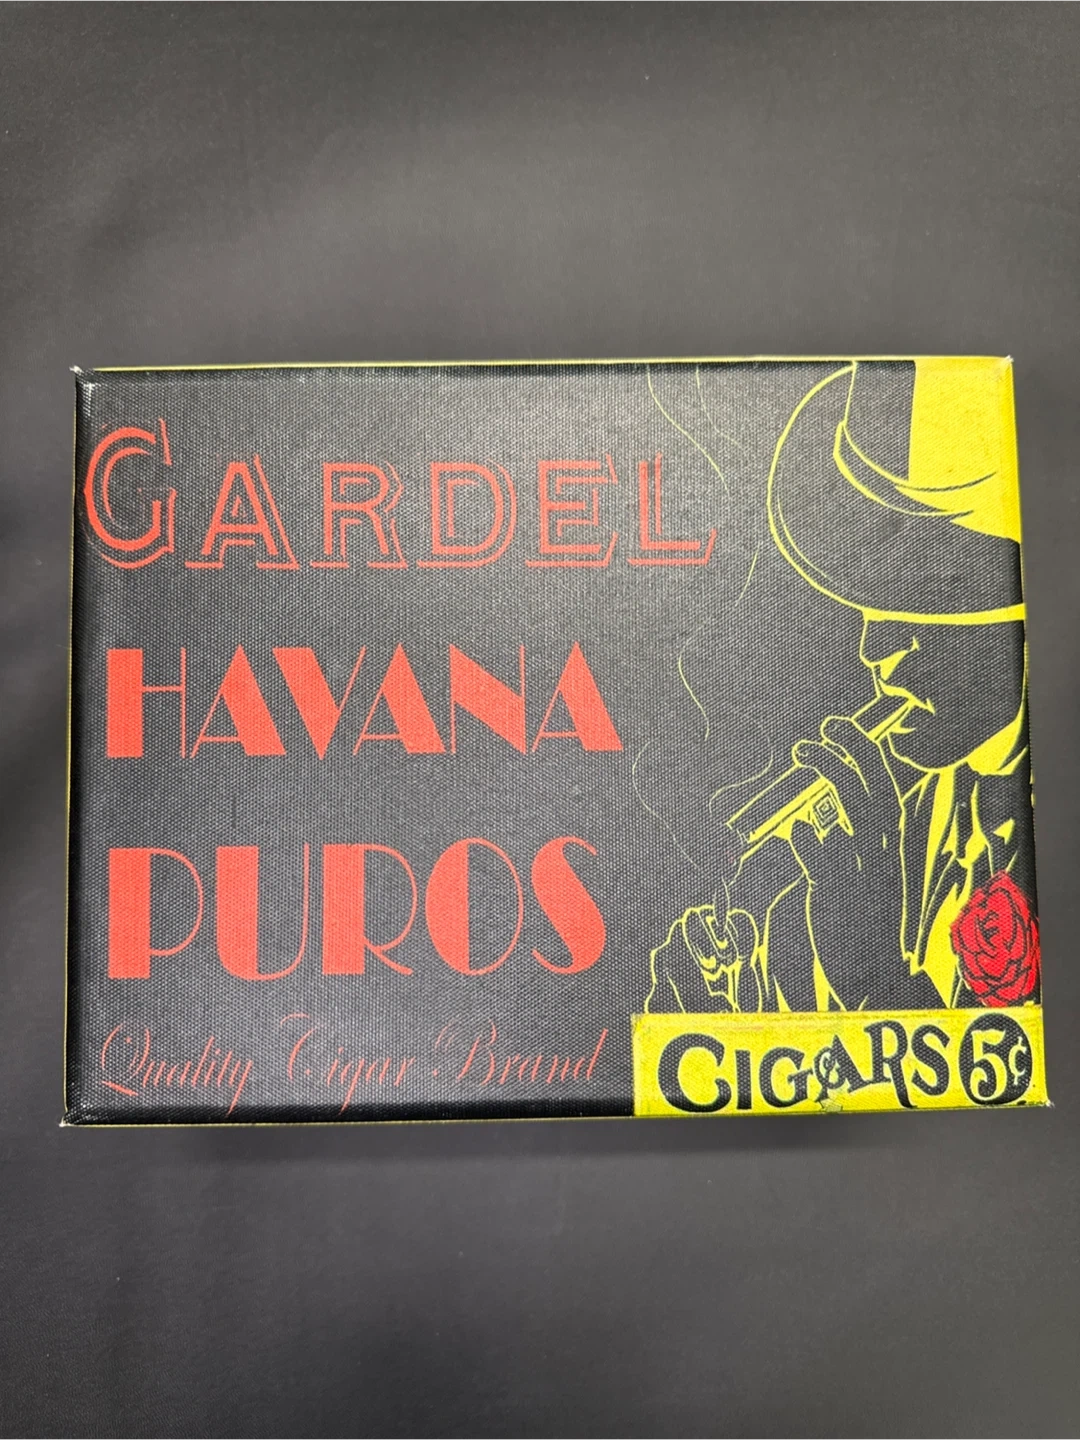 GARDEL
HAVANA
PUROS
Quality Cigar Brand
CIGARS 5¢